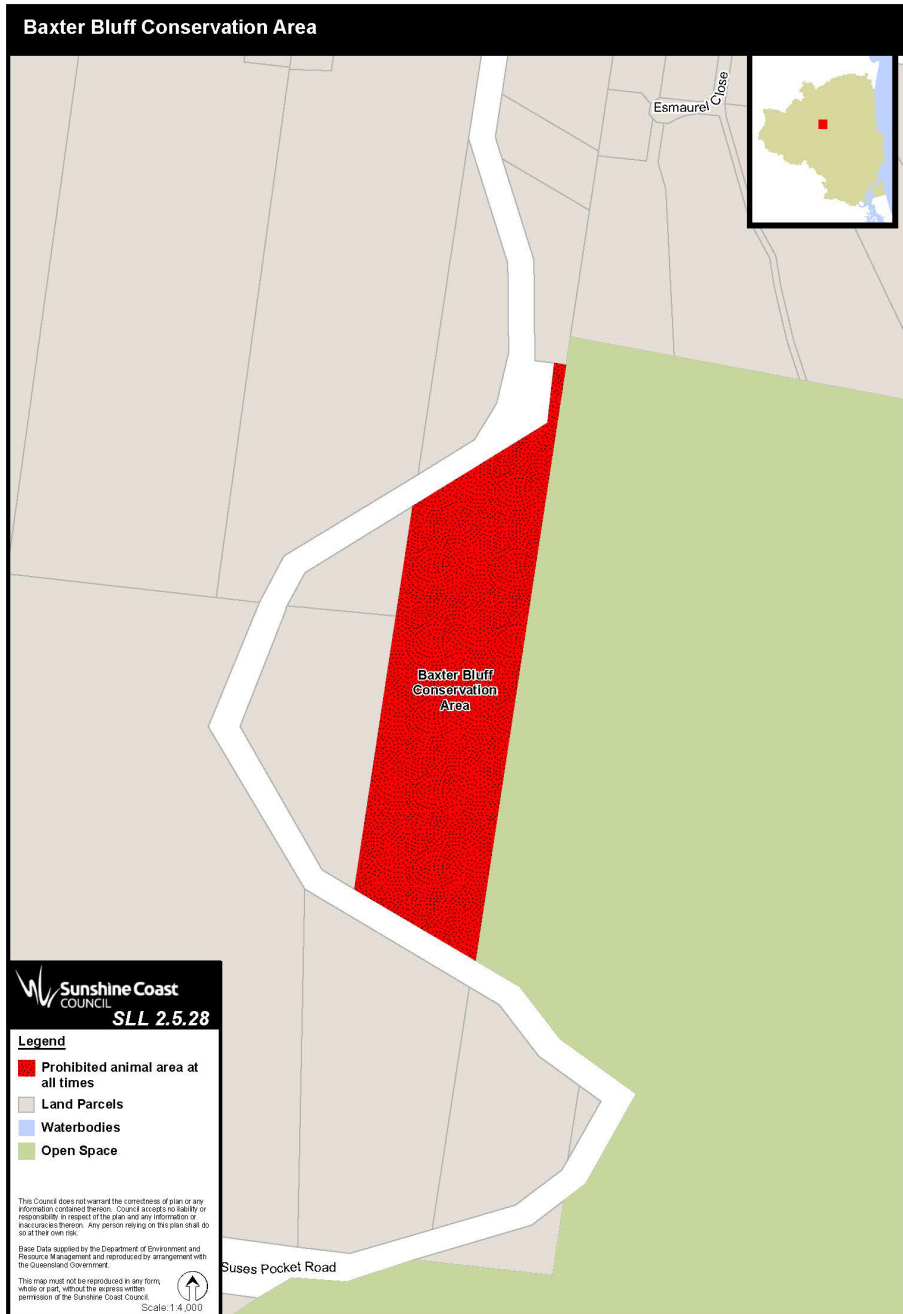 Baxter Bluff Conservation Area
Esmaurel Close
Baxter Bluff
Conservation
Area
Sunshine Coast
COUNCIL
SLL 2.5.28
Legend
Prohibited animal area at
all times
Land Parcels
Waterbodies
Open Space
This Council does not warrant the correctness of plan or any
information contained thereon. Council accepts no liability or
responsibility in respect of the plan and any information or
inaccuracies thereon. Any person relying on this plan shall do
so at their own risk.
Base Data supplied by the Department of Environment and
Resource Management and reproduced by arrangement with
the Queensland Government.
This map must not be reproduced in any form,
whole or part, without the express written
permission of the Sunshine Coast Council.
Scale: 1:4,000
Suses Pocket Road